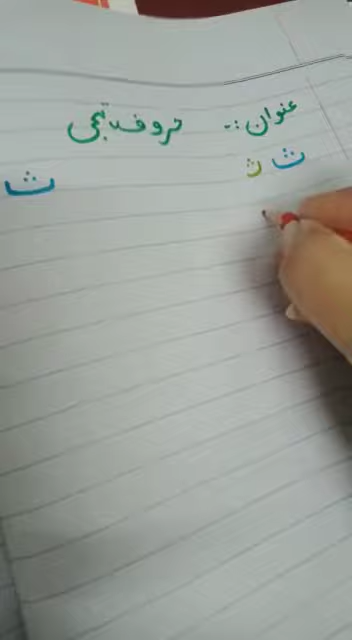 عنوان :- حروف تہجی
ث ث ث